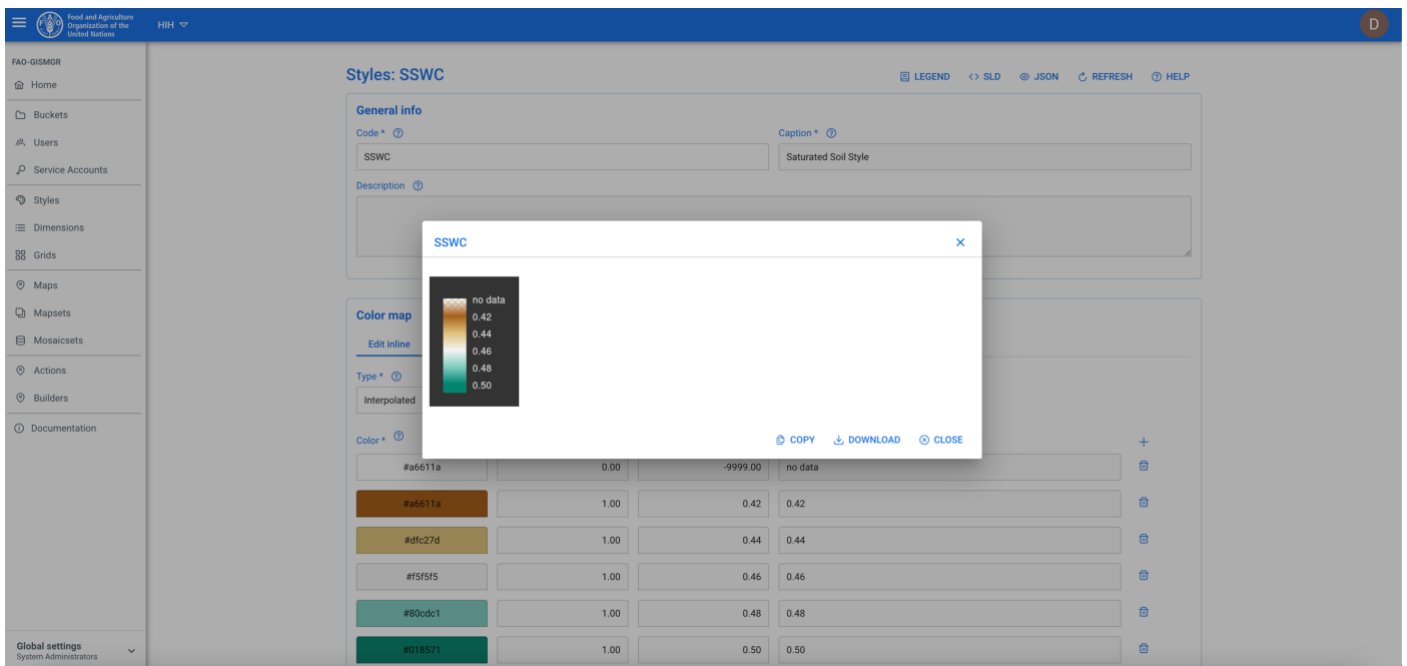 Food and Agriculture
Organization of the
United Nations
HIH
D
FAO-GISMGR
Home
Buckets
Users
Service Accounts
Styles
Dimensions
Grids
Maps
Mapsets
Mosaicsets
Actions
Builders
Documentation
Global settings
System Administrators
Styles: SSWC
LEGEND <> SLD JSON REFRESH HELP
General info
Code * Caption *
SSWC Saturated Soil Style
Description
SSWC
no data
0.42
0.44
0.46
0.48
0.50
COPY DOWNLOAD CLOSE
Color map
Edit inline
Type *
Interpolated
Color *
#a6611a 0.00 -9999.00 no data
#a6611a 1.00 0.42 0.42
#dfc27d 1.00 0.44 0.44
#f5f5f5 1.00 0.46 0.46
#80cdc1 1.00 0.48 0.48
#018571 1.00 0.50 0.50